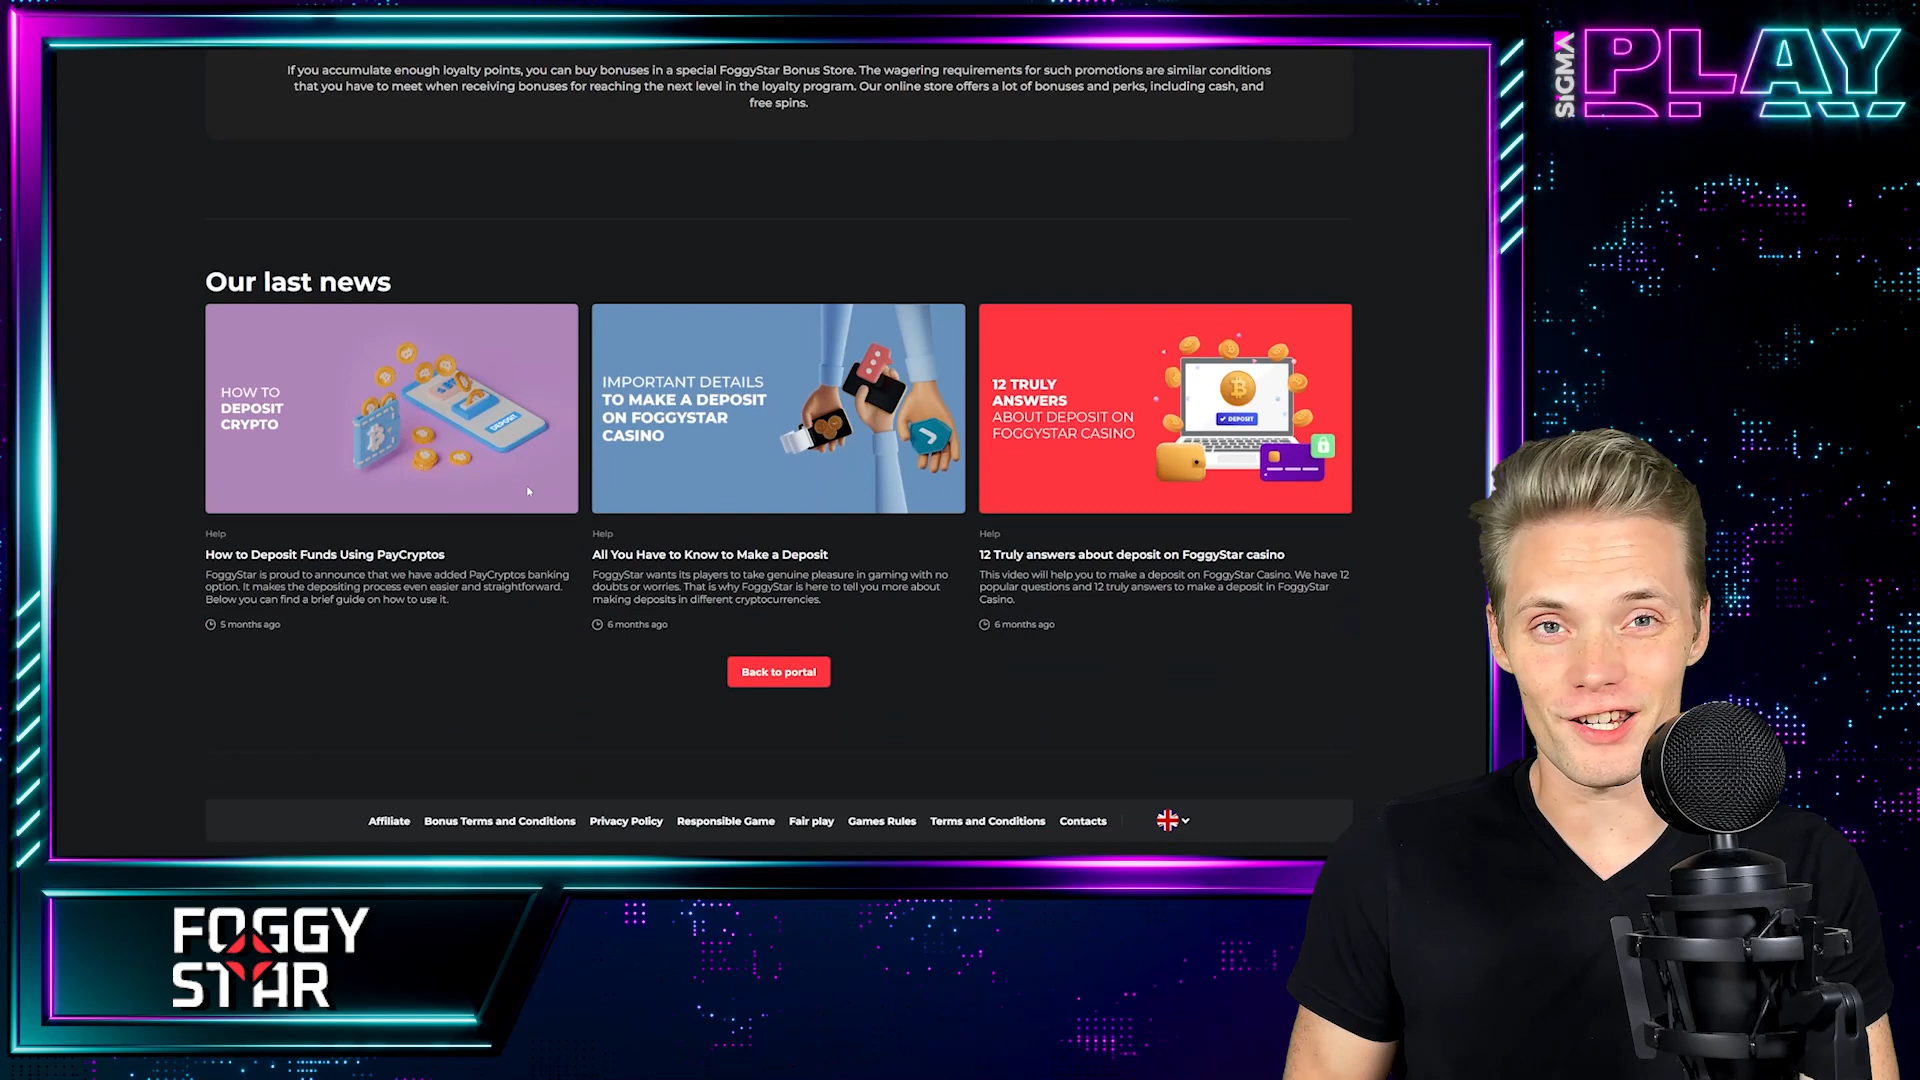 If you accumulate enough loyalty points, you can buy bonuses in a special FoggyStar Bonus Store. The wagering requirements for such promotions are similar conditions
that you have to meet when receiving bonuses for reaching the next level in the loyalty program. Our online store offers a lot of bonuses and perks, including cash, and
free spins.
SIGMA
PLAY
Our last news
HOW TO
DEPOSIT
CRYPTO
DEPOSIT
IMPORTANT DETAILS
TO MAKE A DEPOSIT
ON FOGGYSTAR
CASINO
12 TRULY
ANSWERS
ABOUT DEPOSIT ON
FOGGYSTAR CASINO
DEPOSIT
Help
How to Deposit Funds Using PayCryptos
FoggyStar is proud to announce that we have added PayCryptos banking
option. It makes the depositing process even easier and straightforward.
Below you can find a brief guide on how to use it.
5 months ago
Help
All You Have to Know to Make a Deposit
FoggyStar wants its players to take genuine pleasure in gaming with no
doubts or worries. That is why FoggyStar is here to tell you more about
making deposits in different cryptocurrencies.
6 months ago
Help
12 Truly answers about deposit on FoggyStar casino
This video will help you to make a deposit on FoggyStar Casino. We have 12
popular questions and 12 truly answers to make a deposit in FoggyStar
Casino.
6 months ago
Back to portal
Affiliate Bonus Terms and Conditions Privacy Policy Responsible Game Fair play Games Rules Terms and Conditions Contacts
FOGGY
STAR